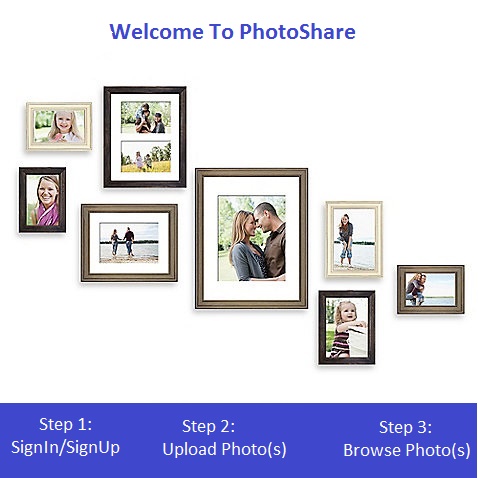 Welcome To PhotoShare
Step 1:
SignIn/SignUp
Step 2:
Upload Photo(s)
Step 3:
Browse Photo(s)